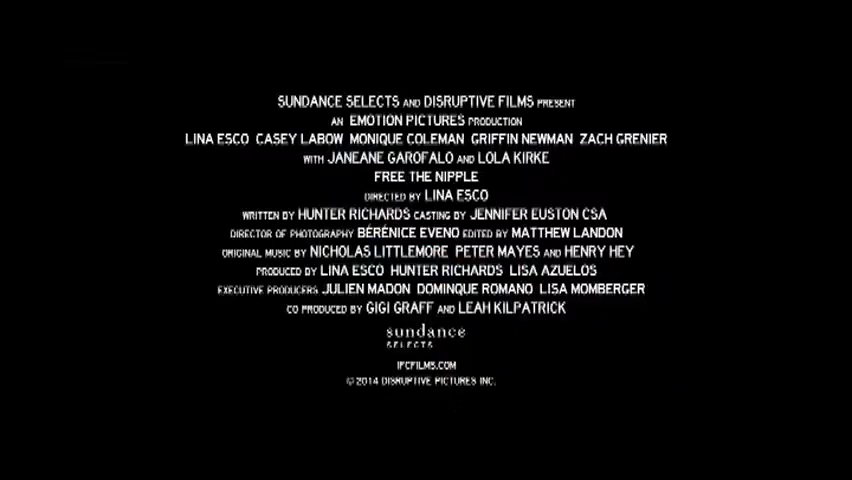 SUNDANCE SELECTS AND DISRUPTIVE FILMS PRESENT
AN EMOTION PICTURES PRODUCTION
LINA ESCO CASEY LABOW MONIQUE COLEMAN GRIFFIN NEWMAN ZACH GRENIER
WITH JANEANE GAROFALO AND LOLA KIRKE
FREE THE NIPPLE
DIRECTED BY LINA ESCO
WRITTEN BY HUNTER RICHARDS CASTING BY JENNIFER EUSTON CSA
DIRECTOR OF PHOTOGRAPHY BÉRÉNICE EVENO EDITED BY MATTHEW LANDON
ORIGINAL MUSIC BY NICHOLAS LITTLEMORE PETER MAYES AND HENRY HEY
PRODUCED BY LINA ESCO HUNTER RICHARDS LISA AZUELOS
EXECUTIVE PRODUCERS JULIEN MADON DOMINQUE ROMANO LISA MOMBERGER
CO PRODUCED BY GIGI GRAFF AND LEAH KILPATRICK
sundance
SELECTS
IFCFILMS.COM
© 2014 DISRUPTIVE PICTURES INC.